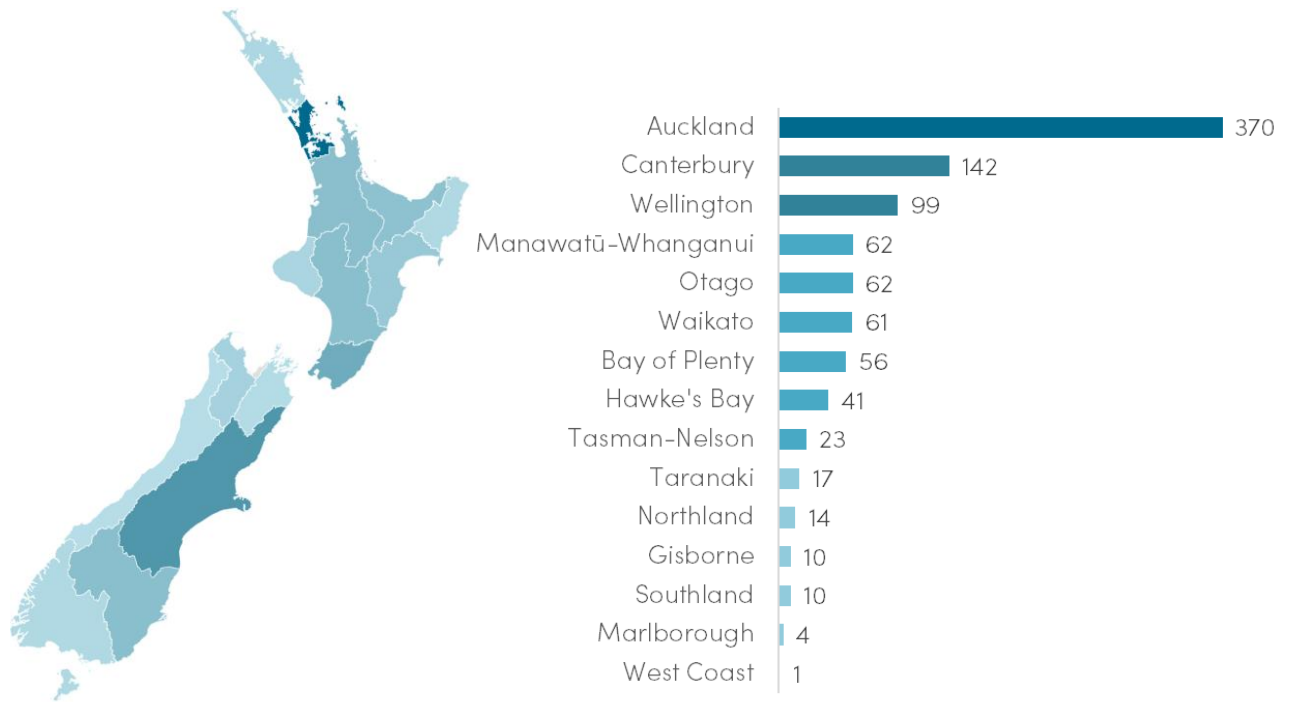 Auckland 370
Canterbury 142
Wellington 99
Manawatū-Whanganui 62
Otago 62
Waikato 61
Bay of Plenty 56
Hawke's Bay 41
Tasman-Nelson 23
Taranaki 17
Northland 14
Gisborne 10
Southland 10
Marlborough 4
West Coast 1